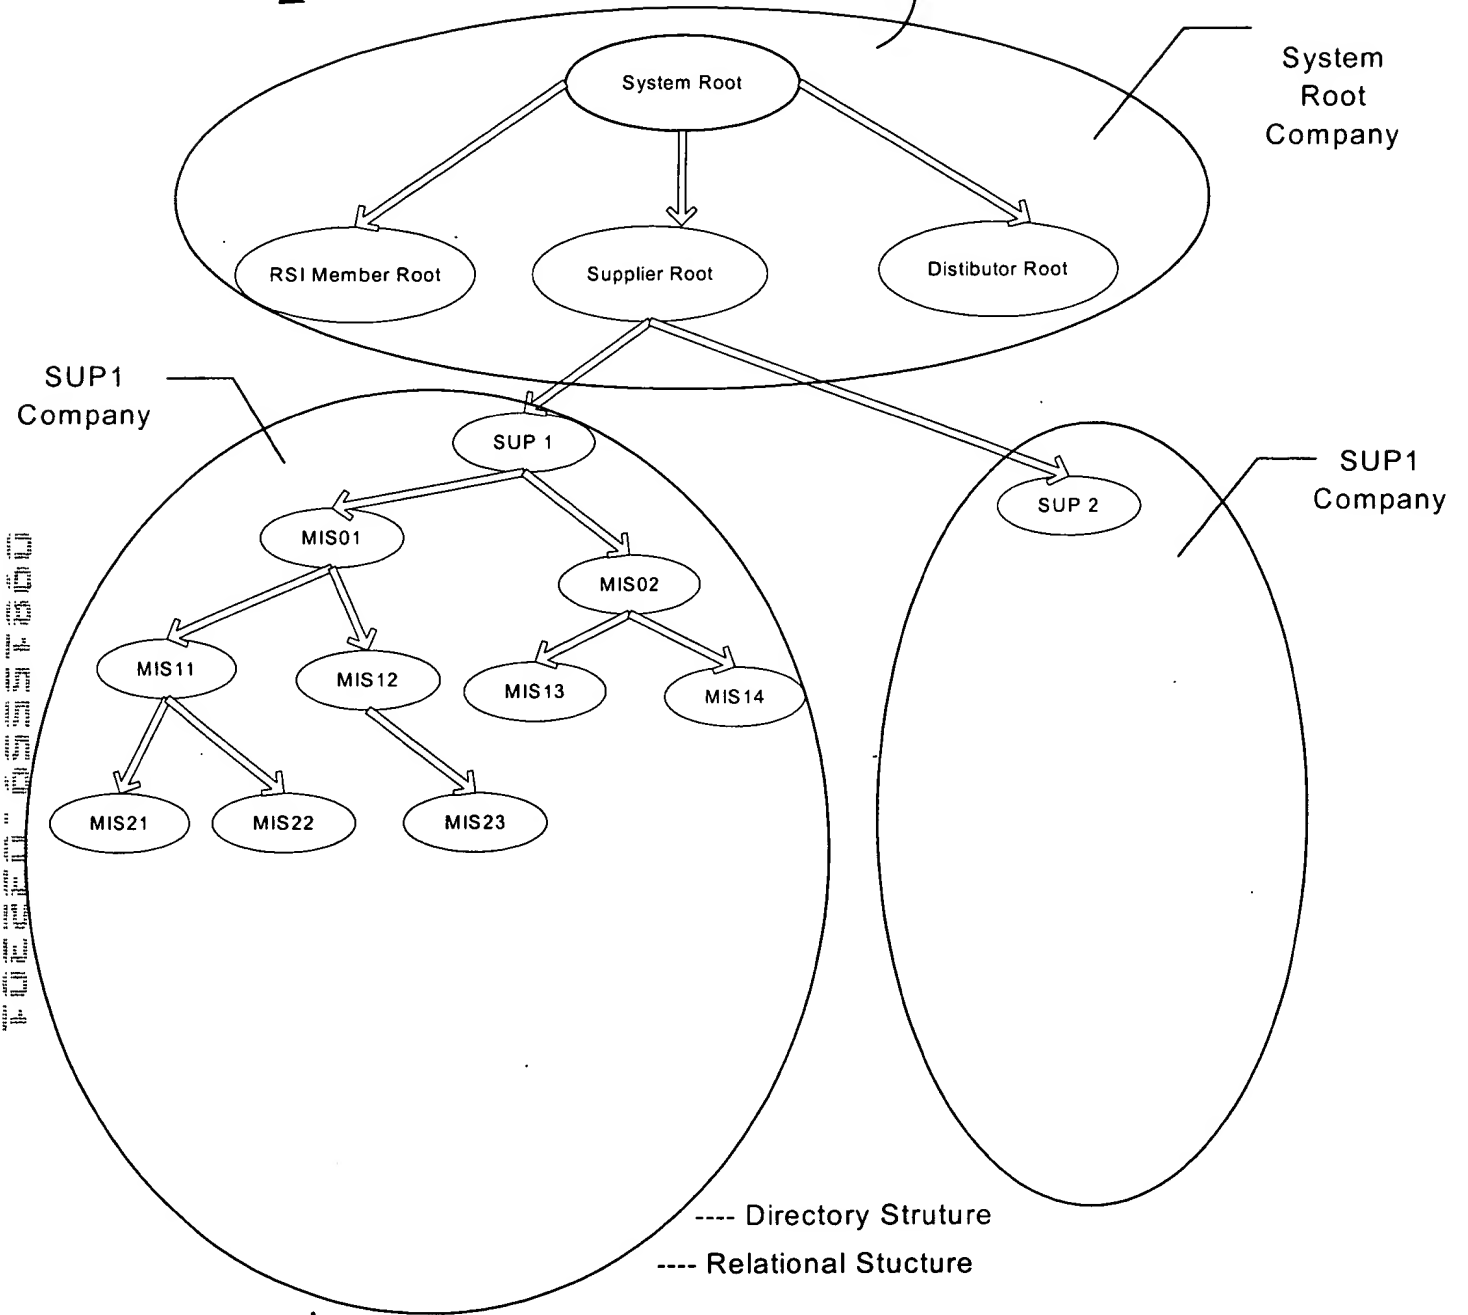 System Root
System
Root
Company
RSI Member Root
Supplier Root
Distibutor Root
SUP1
Company
SUP 1
SUP1
Company
SUP 2
MIS01
MIS02
MIS11
MIS12
MIS13
MIS14
MIS21
MIS22
MIS23
---- Directory Struture
---- Relational Stucture